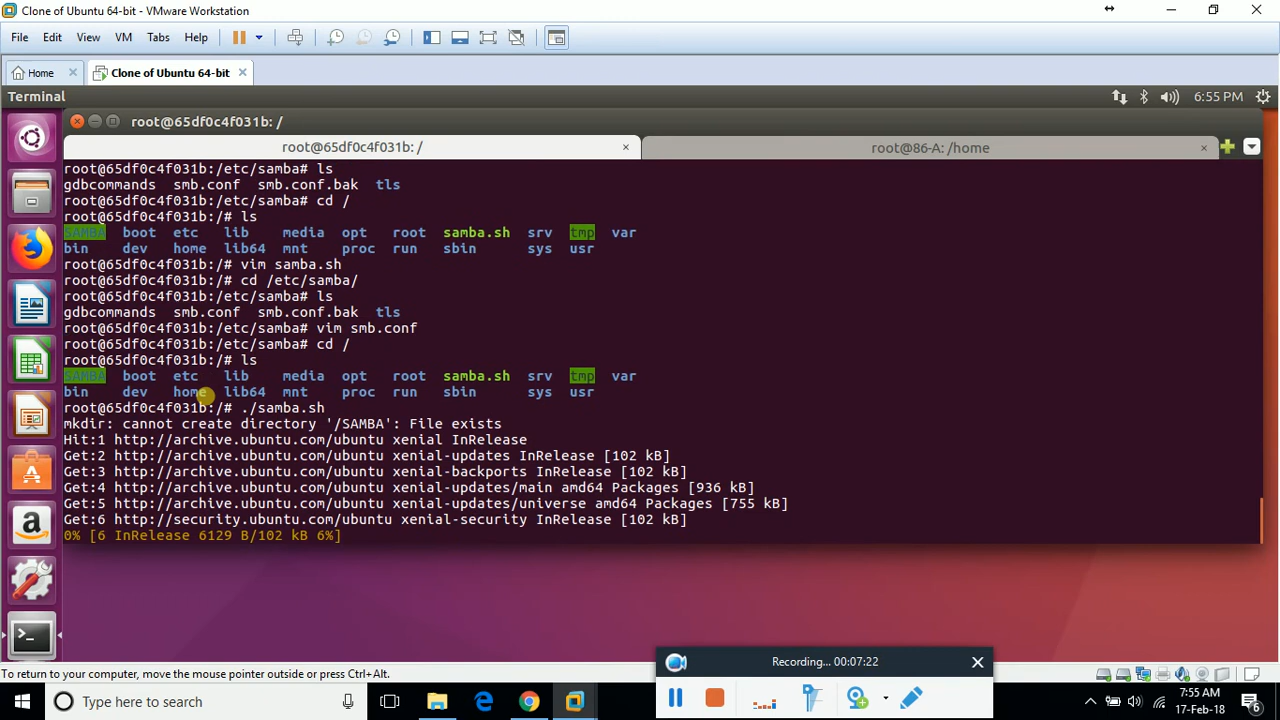 Clone of Ubuntu 64-bit - VMware Workstation
File Edit View VM Tabs Help
Home Clone of Ubuntu 64-bit
Terminal 6:55 PM
root@65df0c4f031b: /
root@65df0c4f031b: / root@86-A: /home
root@65df0c4f031b:/etc/samba# ls
gdbcommands smb.conf smb.conf.bak tls
root@65df0c4f031b:/etc/samba# cd /
root@65df0c4f031b:/# ls
SAMBA boot etc lib media opt root samba.sh srv tmp var
bin dev home lib64 mnt proc run sbin sys usr
root@65df0c4f031b:/# vim samba.sh
root@65df0c4f031b:/# cd /etc/samba/
root@65df0c4f031b:/etc/samba# ls
gdbcommands smb.conf smb.conf.bak tls
root@65df0c4f031b:/etc/samba# vim smb.conf
root@65df0c4f031b:/etc/samba# cd /
root@65df0c4f031b:/# ls
SAMBA boot etc lib media opt root samba.sh srv tmp var
bin dev home lib64 mnt proc run sbin sys usr
root@65df0c4f031b:/# ./samba.sh
mkdir: cannot create directory '/SAMBA': File exists
Hit:1 http://archive.ubuntu.com/ubuntu xenial InRelease
Get:2 http://archive.ubuntu.com/ubuntu xenial-updates InRelease [102 kB]
Get:3 http://archive.ubuntu.com/ubuntu xenial-backports InRelease [102 kB]
Get:4 http://archive.ubuntu.com/ubuntu xenial-updates/main amd64 Packages [936 kB]
Get:5 http://archive.ubuntu.com/ubuntu xenial-updates/universe amd64 Packages [755 kB]
Get:6 http://security.ubuntu.com/ubuntu xenial-security InRelease [102 kB]
0% [6 InRelease 6129 B/102 kB 6%]
Recording... 00:07:22
To return to your computer, move the mouse pointer outside or press Ctrl+Alt.
Type here to search
7:55 AM
17-Feb-18
6